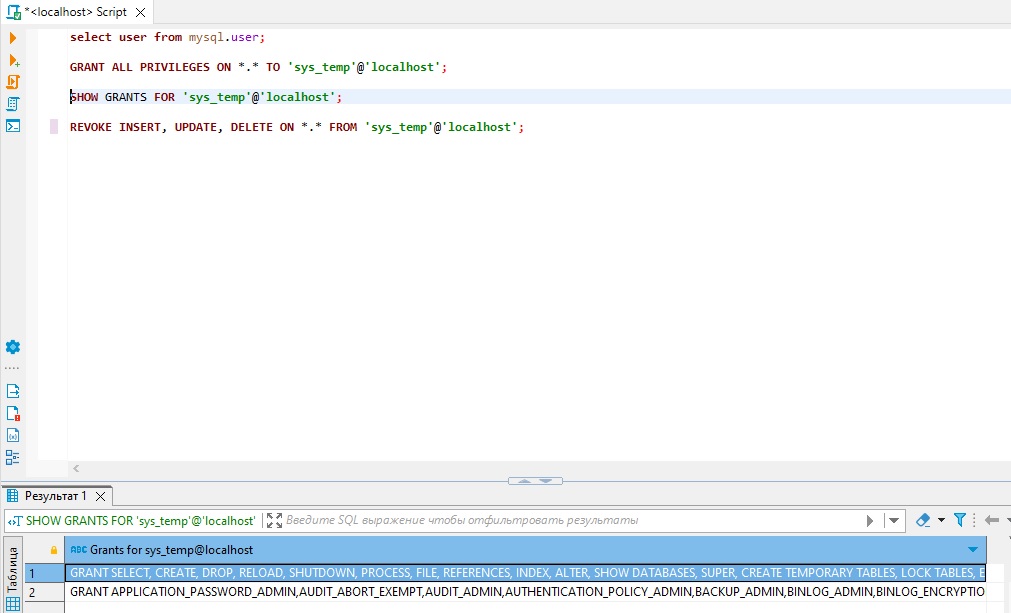 *<localhost> Script
select user from mysql.user;
GRANT ALL PRIVILEGES ON *.* TO 'sys_temp'@'localhost';
SHOW GRANTS FOR 'sys_temp'@'localhost';
REVOKE INSERT, UPDATE, DELETE ON *.* FROM 'sys_temp'@'localhost';
Результат 1
SHOW GRANTS FOR 'sys_temp'@'localhost'
Введите SQL выражение чтобы отфильтровать результаты
Таблица
ABC Grants for sys_temp@localhost
1 GRANT SELECT, CREATE, DROP, RELOAD, SHUTDOWN, PROCESS, FILE, REFERENCES, INDEX, ALTER, SHOW DATABASES, SUPER, CREATE TEMPORARY TABLES, LOCK TABLES, E
2 GRANT APPLICATION_PASSWORD_ADMIN,AUDIT_ABORT_EXEMPT,AUDIT_ADMIN,AUTHENTICATION_POLICY_ADMIN,BACKUP_ADMIN,BINLOG_ADMIN,BINLOG_ENCRYPTIO